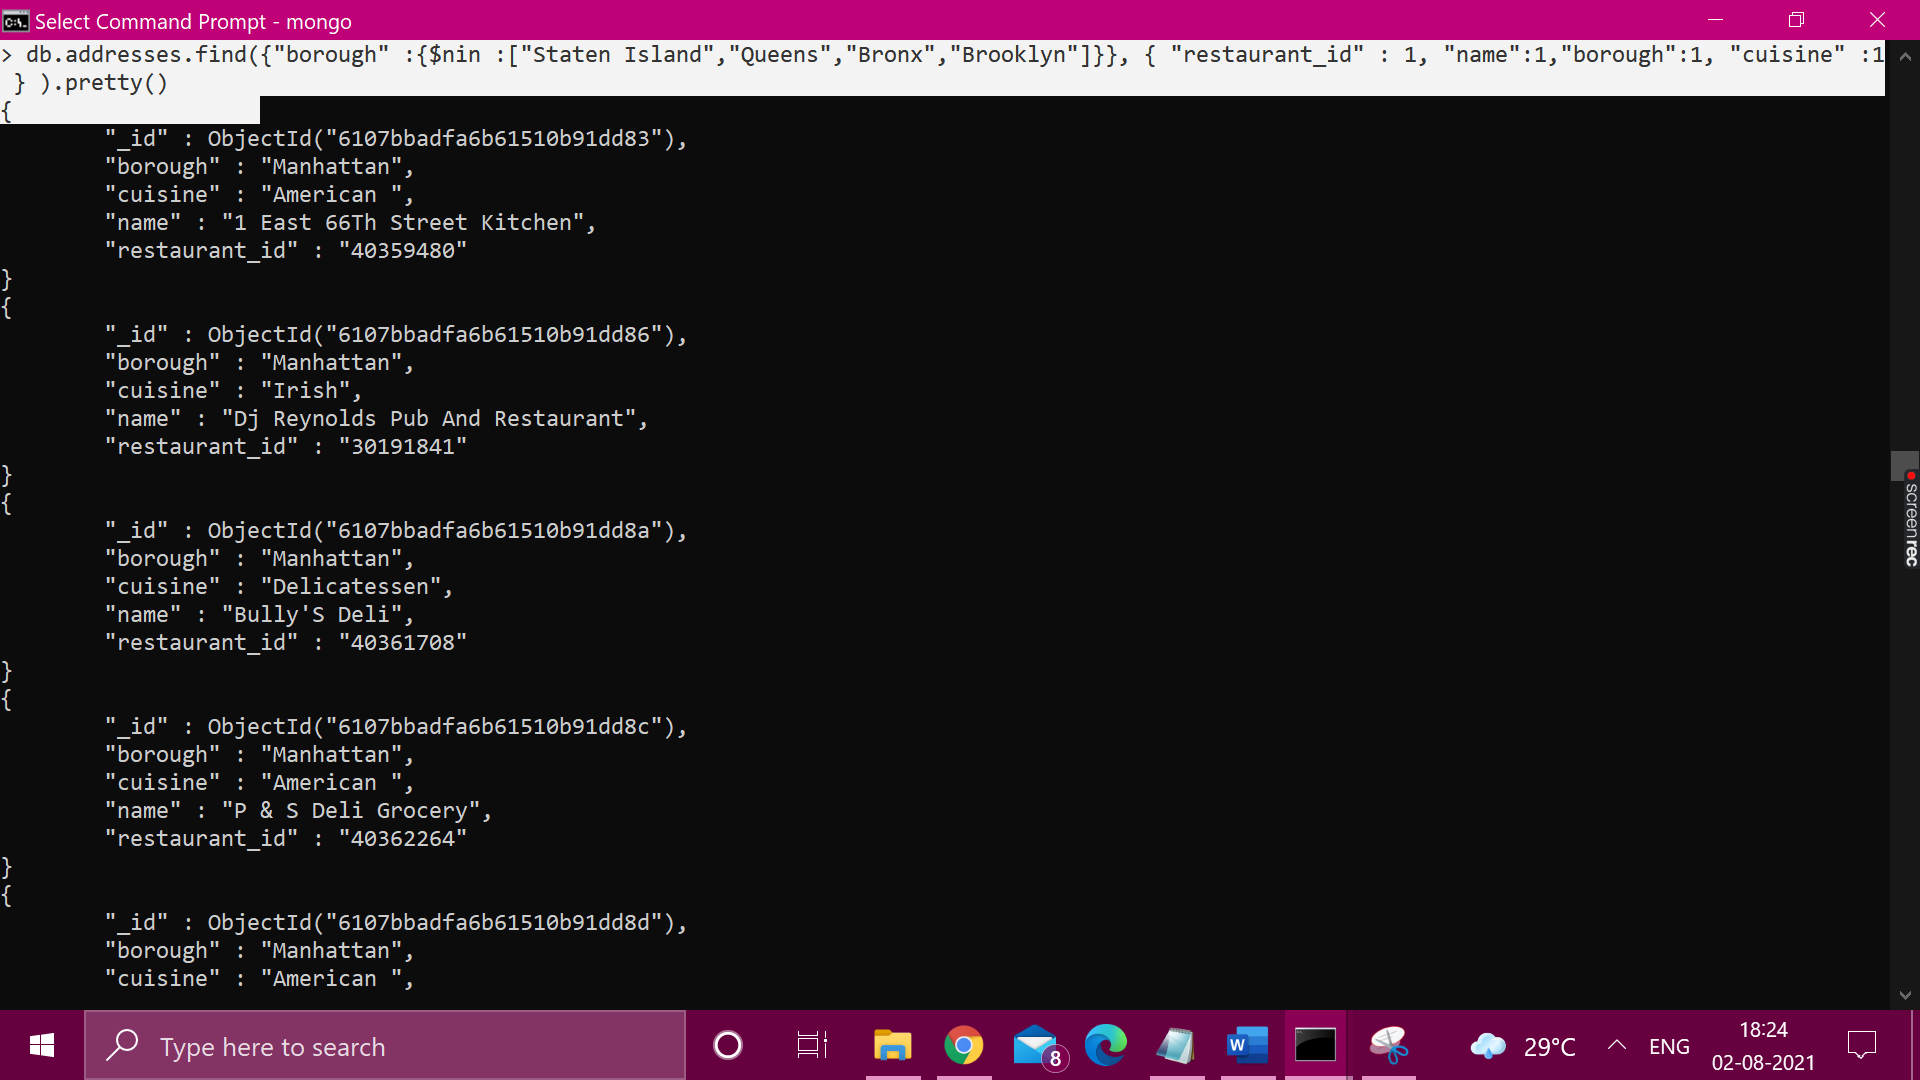 Select Command Prompt - mongo
> db.addresses.find({"borough" :{$nin :["Staten Island","Queens","Bronx","Brooklyn"]}}, { "restaurant_id" : 1, "name":1,"borough":1, "cuisine" :1
 } ).pretty()
{
        "_id" : ObjectId("6107bbadfa6b61510b91dd83"),
        "borough" : "Manhattan",
        "cuisine" : "American ",
        "name" : "1 East 66Th Street Kitchen",
        "restaurant_id" : "40359480"
}
{
        "_id" : ObjectId("6107bbadfa6b61510b91dd86"),
        "borough" : "Manhattan",
        "cuisine" : "Irish",
        "name" : "Dj Reynolds Pub And Restaurant",
        "restaurant_id" : "30191841"
}
{
        "_id" : ObjectId("6107bbadfa6b61510b91dd8a"),
        "borough" : "Manhattan",
        "cuisine" : "Delicatessen",
        "name" : "Bully'S Deli",
        "restaurant_id" : "40361708"
}
{
        "_id" : ObjectId("6107bbadfa6b61510b91dd8c"),
        "borough" : "Manhattan",
        "cuisine" : "American ",
        "name" : "P & S Deli Grocery",
        "restaurant_id" : "40362264"
}
{
        "_id" : ObjectId("6107bbadfa6b61510b91dd8d"),
        "borough" : "Manhattan",
        "cuisine" : "American ",
screenrec
Type here to search
8
W
29°C
ENG
18:24
02-08-2021